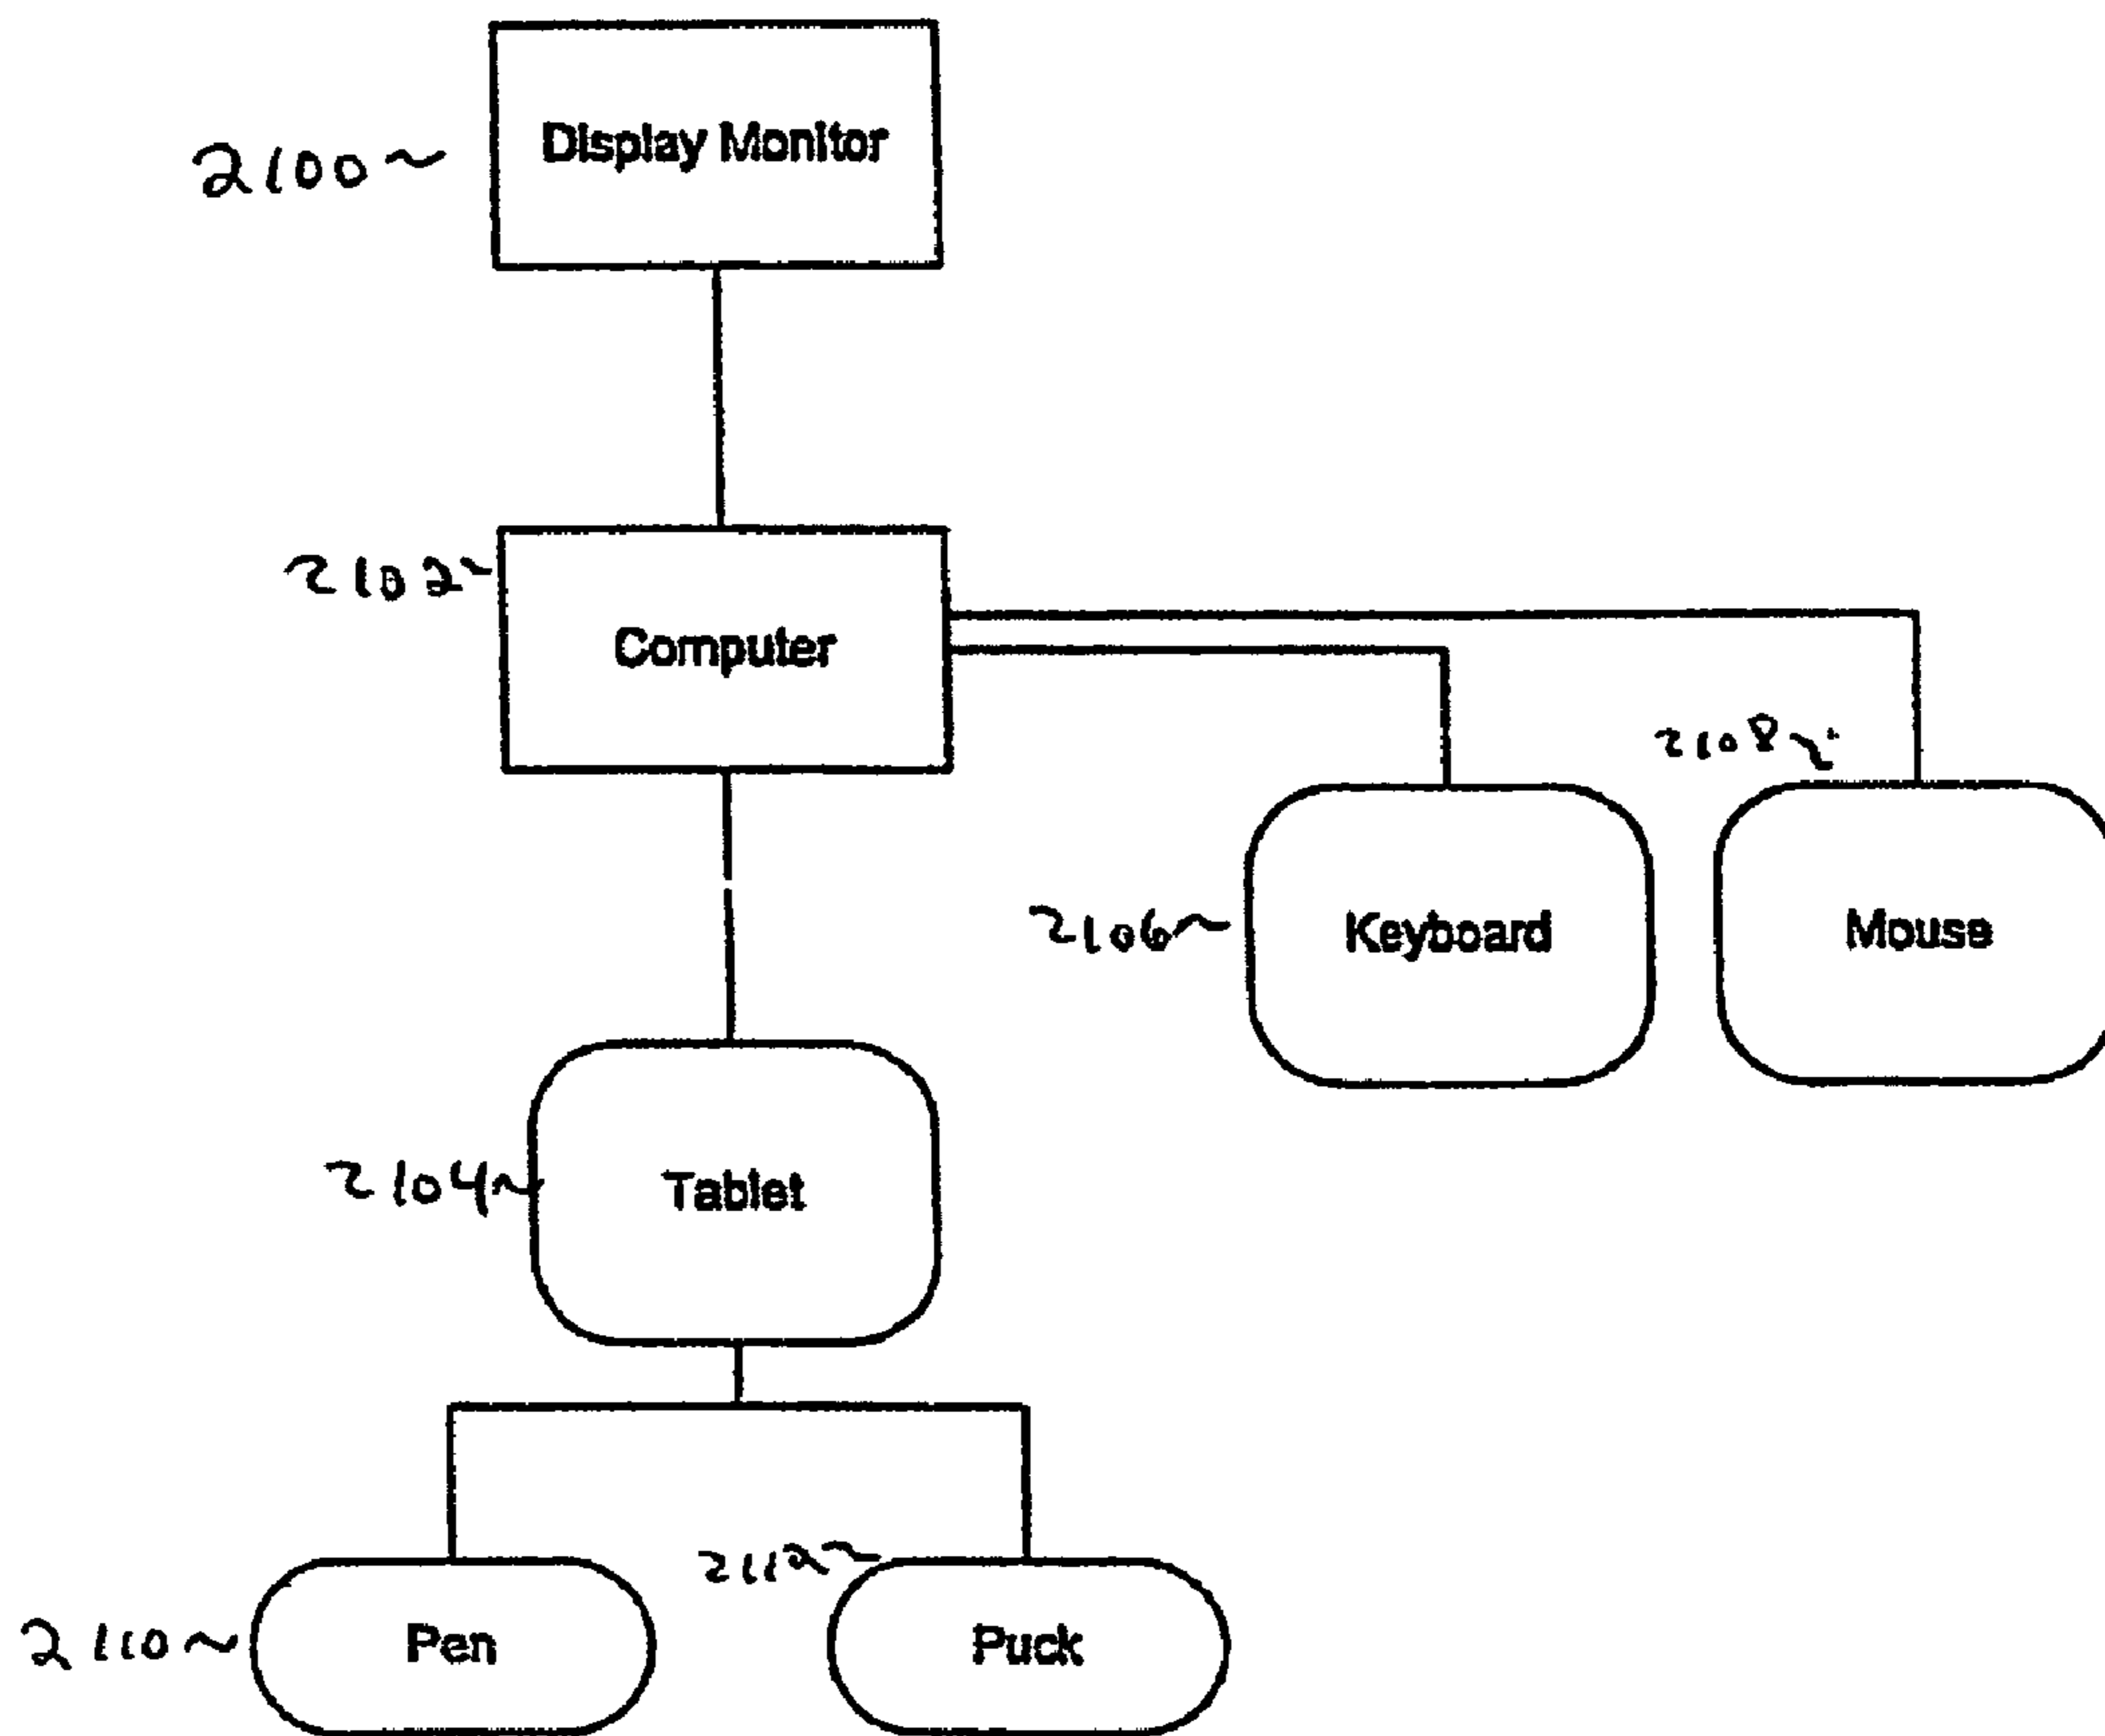 Display Monitor
2100
2102
Computer
2108
2106
Keyboard
Mouse
2104
Tablet
2112
2110
Pen
Puck